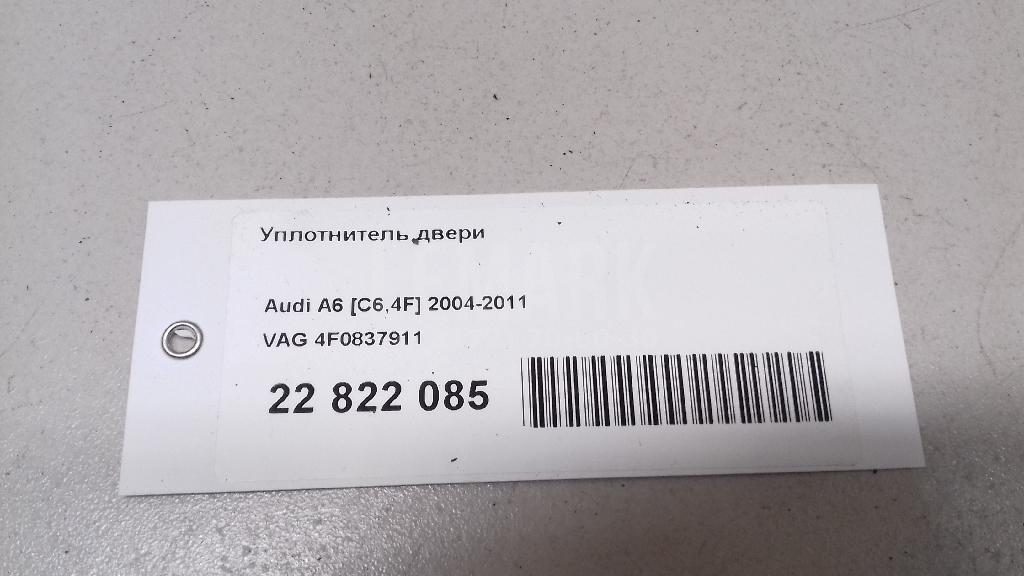 Уплотнитель двери
Audi A6 [C6,4F] 2004-2011
VAG 4F0837911
22 822 085